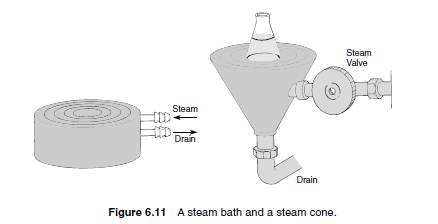 Steam
Valve
Steam
Drain
Drain
Figure 6.11 A steam bath and a steam cone.